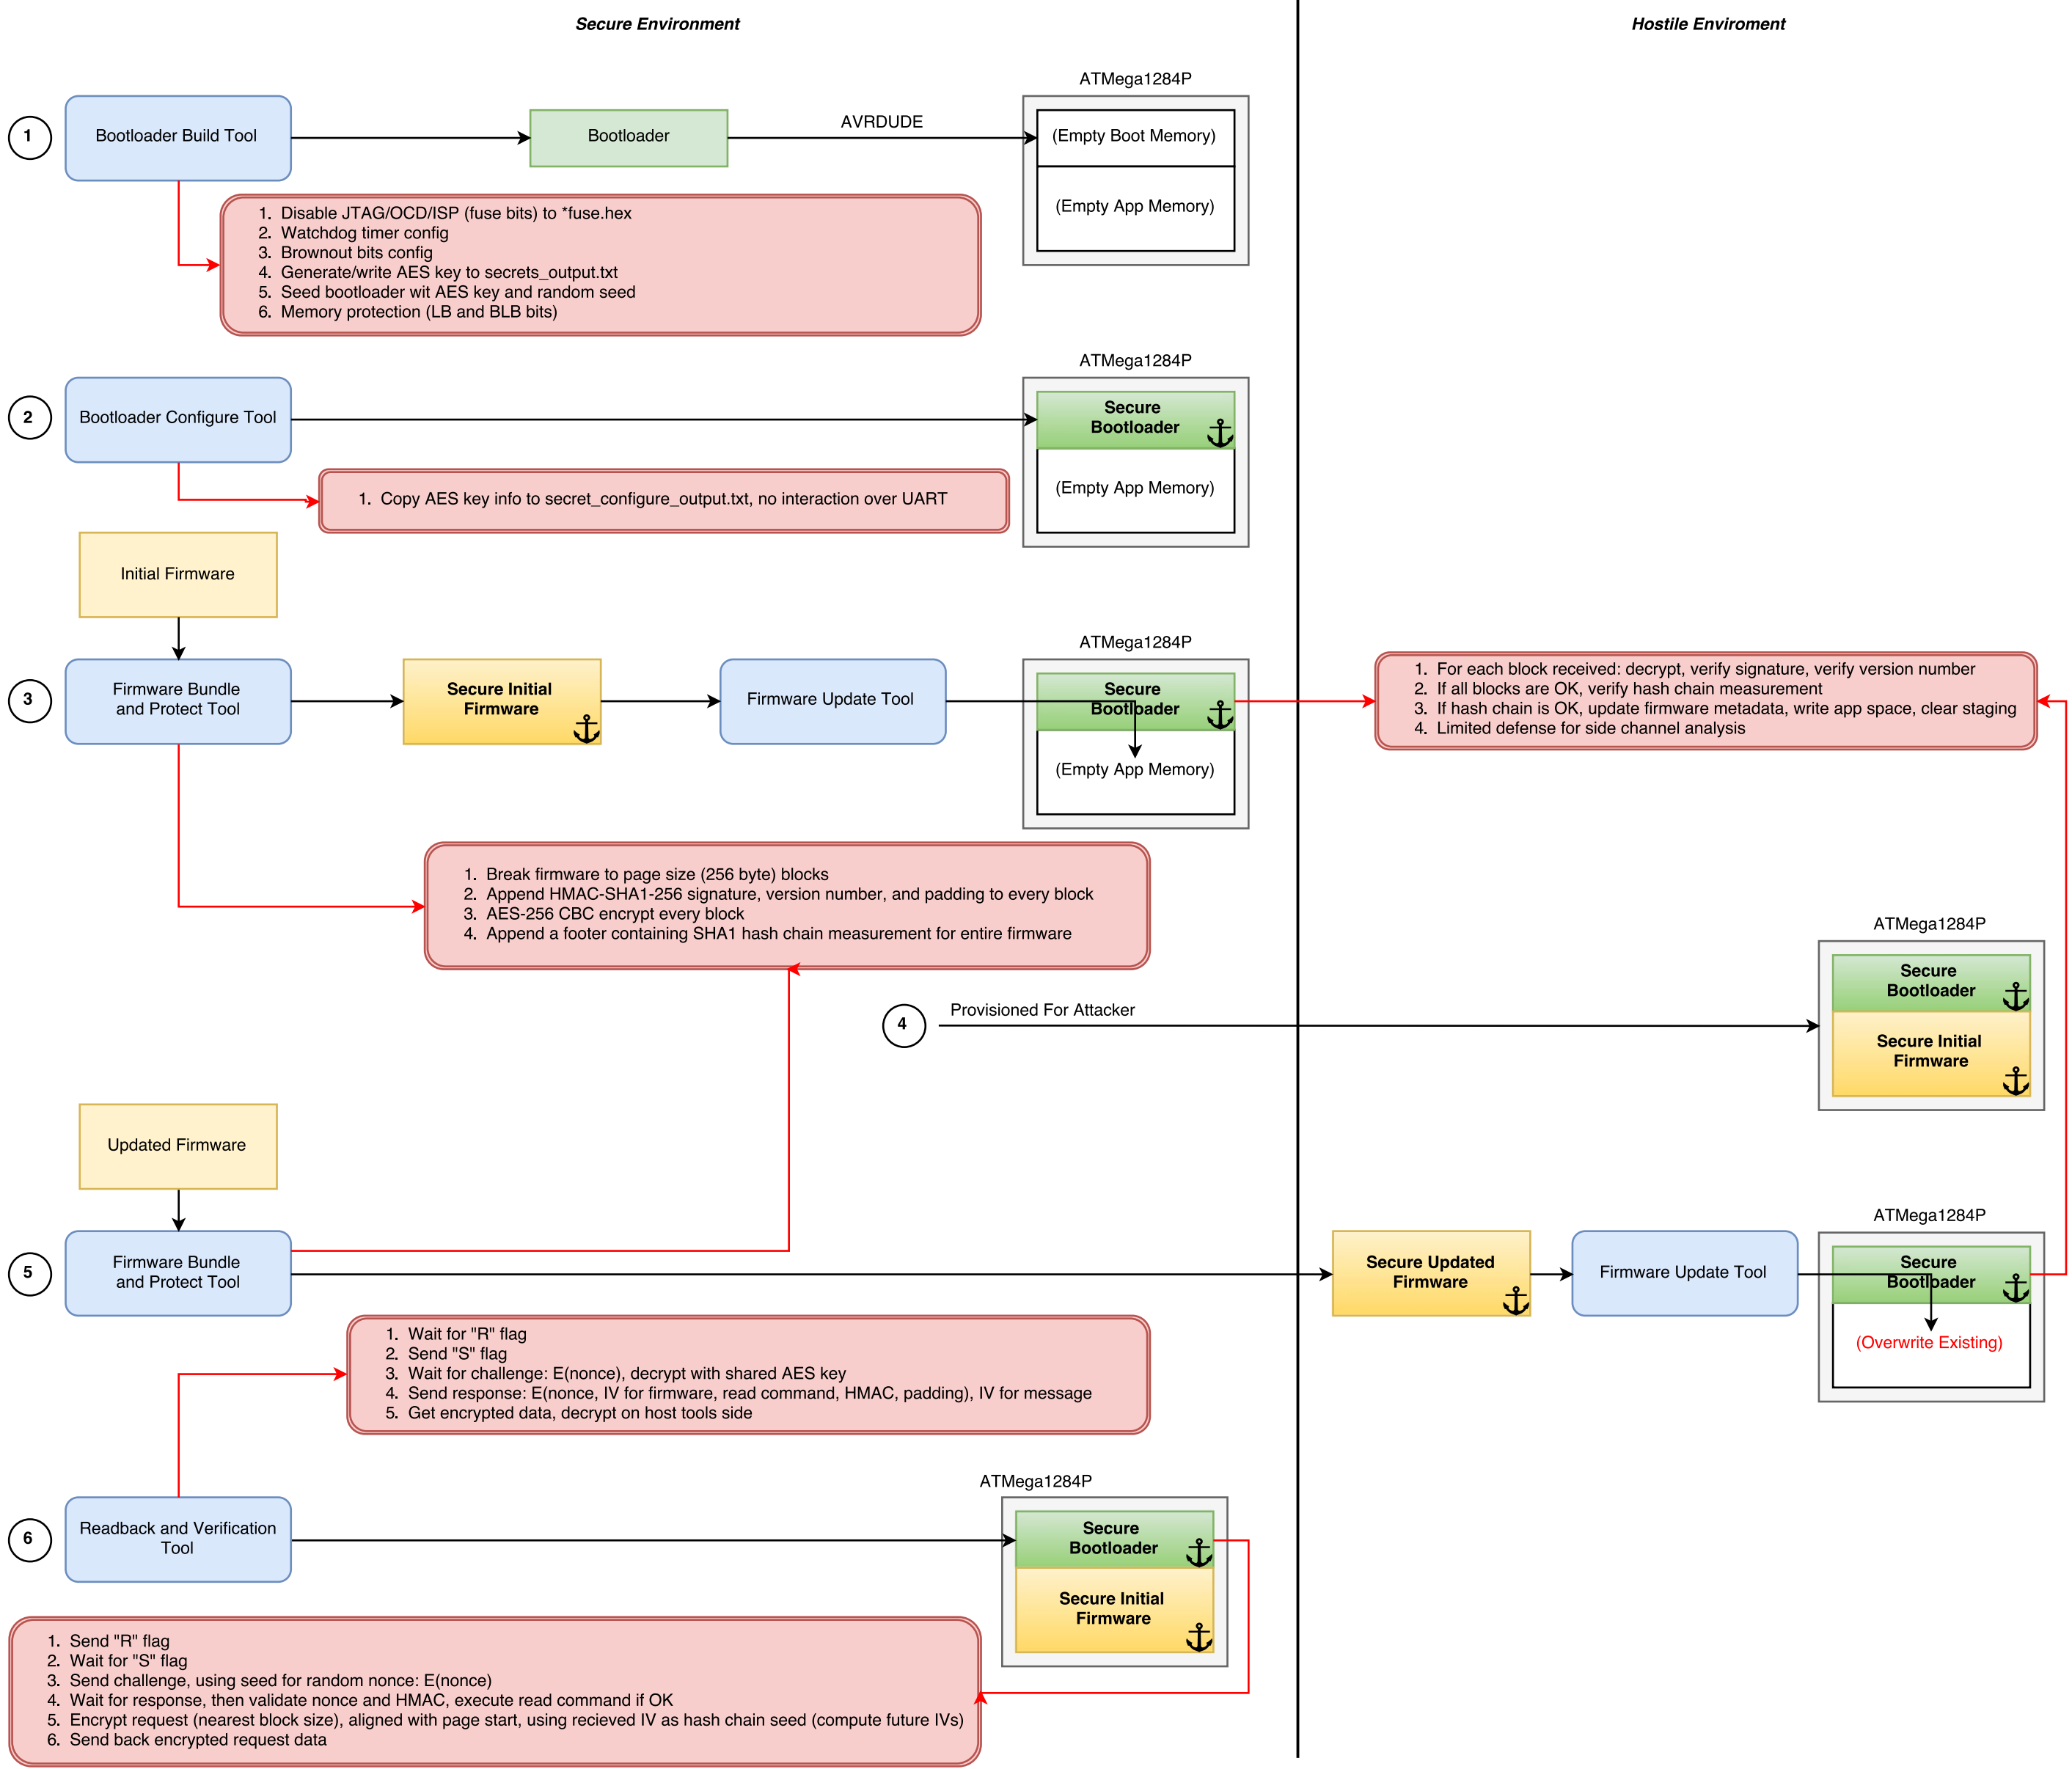 Secure Environment
Hostile Enviroment
ATMega1284P
1
Bootloader Build Tool
Bootloader
AVRDUDE
(Empty Boot Memory)
(Empty App Memory)
1. Disable JTAG/OCD/ISP (fuse bits) to *fuse.hex
2. Watchdog timer config
3. Brownout bits config
4. Generate/write AES key to secrets_output.txt
5. Seed bootloader wit AES key and random seed
6. Memory protection (LB and BLB bits)
ATMega1284P
2
Bootloader Configure Tool
Secure
Bootloader
(Empty App Memory)
1. Copy AES key info to secret_configure_output.txt, no interaction over UART
Initial Firmware
ATMega1284P
3
Firmware Bundle
and Protect Tool
Secure Initial
Firmware
Firmware Update Tool
Secure
Bootloader
(Empty App Memory)
1. For each block received: decrypt, verify signature, verify version number
2. If all blocks are OK, verify hash chain measurement
3. If hash chain is OK, update firmware metadata, write app space, clear staging
4. Limited defense for side channel analysis
1. Break firmware to page size (256 byte) blocks
2. Append HMAC-SHA1-256 signature, version number, and padding to every block
3. AES-256 CBC encrypt every block
4. Append a footer containing SHA1 hash chain measurement for entire firmware
ATMega1284P
4
Provisioned For Attacker
Secure
Bootloader
Secure Initial
Firmware
Updated Firmware
ATMega1284P
5
Firmware Bundle
and Protect Tool
Secure Updated
Firmware
Firmware Update Tool
Secure
Bootloader
(Overwrite Existing)
1. Wait for "R" flag
2. Send "S" flag
3. Wait for challenge: E(nonce), decrypt with shared AES key
4. Send response: E(nonce, IV for firmware, read command, HMAC, padding), IV for message
5. Get encrypted data, decrypt on host tools side
ATMega1284P
6
Readback and Verification
Tool
Secure
Bootloader
Secure Initial
Firmware
1. Send "R" flag
2. Wait for "S" flag
3. Send challenge, using seed for random nonce: E(nonce)
4. Wait for response, then validate nonce and HMAC, execute read command if OK
5. Encrypt request (nearest block size), aligned with page start, using recieved IV as hash chain seed (compute future IVs)
6. Send back encrypted request data